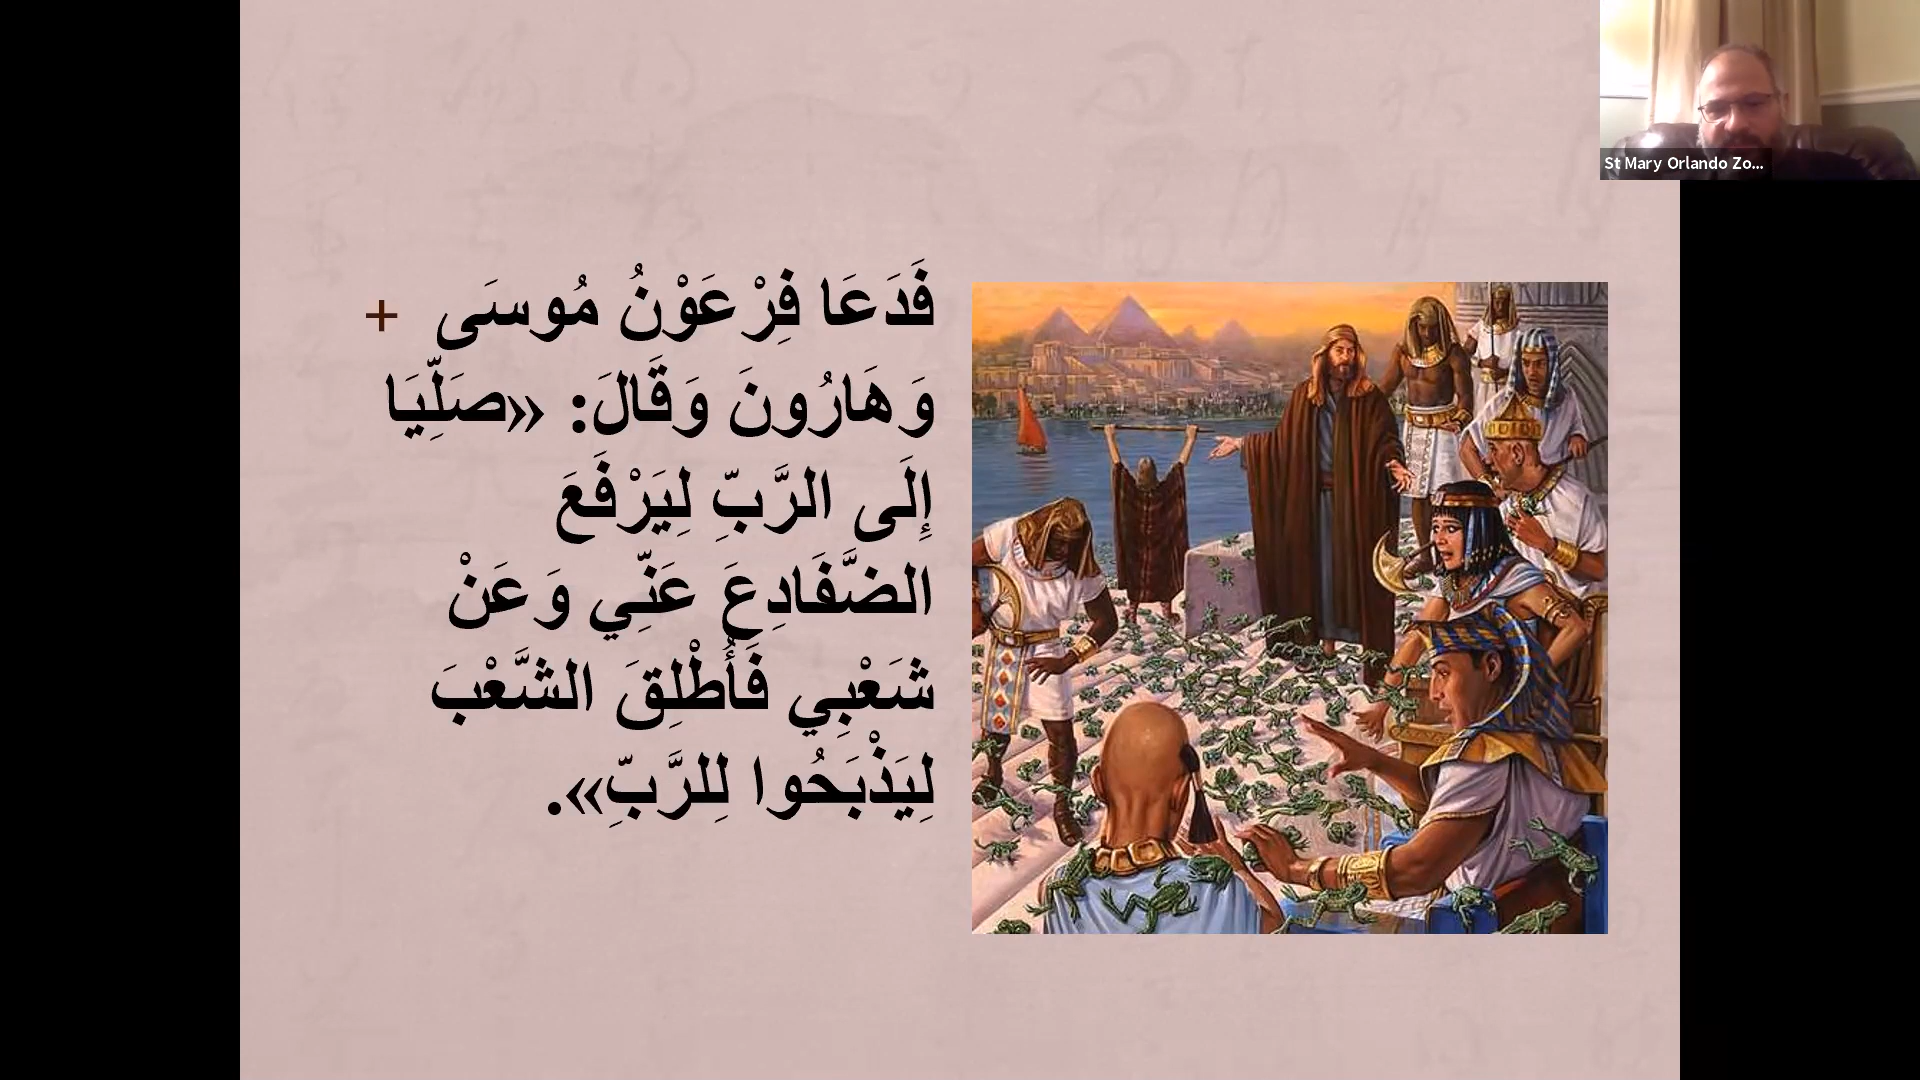 + فَدَعَا فِرْعَوْنُ مُوسَى
وَهَارُونَ وَقَالَ: «صَلِّيَا
إِلَى الرَّبِّ لِيَرْفَعَ
الضَّفَادِعَ عَنِّي وَعَنْ
شَعْبِي فَأُطْلِقَ الشَّعْبَ
لِيَذْبَحُوا لِلرَّبِّ».
St Mary Orlando Zo...